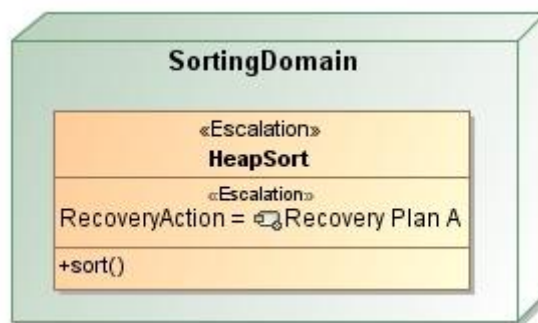 SortingDomain
«Escalation»
HeapSort
«Escalation»
RecoveryAction = Recovery Plan A
+sort()